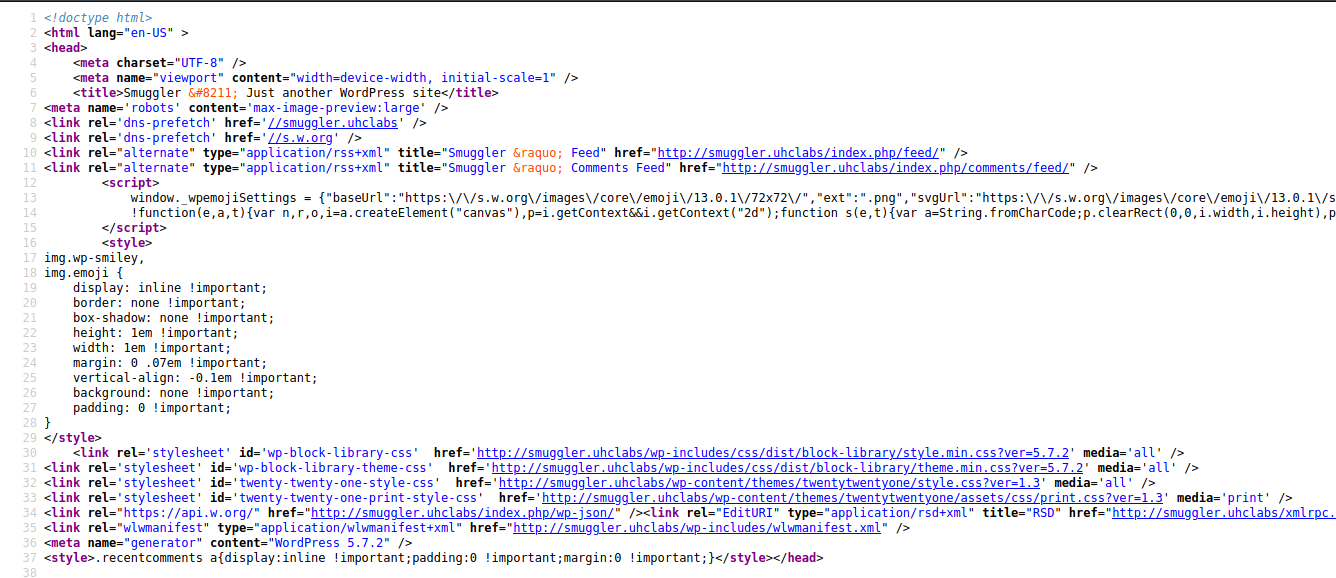 1 <!doctype html>
2 <html lang="en-US" >
3 <head>
4 <meta charset="UTF-8" />
5 <meta name="viewport" content="width=device-width, initial-scale=1" />
6 <title>Smuggler &#8211; Just another WordPress site</title>
7 <meta name='robots' content='max-image-preview:large' />
8 <link rel='dns-prefetch' href='//smuggler.uhclabs' />
9 <link rel='dns-prefetch' href='//s.w.org' />
10 <link rel="alternate" type="application/rss+xml" title="Smuggler &raquo; Feed" href="http://smuggler.uhclabs/index.php/feed/" />
11 <link rel="alternate" type="application/rss+xml" title="Smuggler &raquo; Comments Feed" href="http://smuggler.uhclabs/index.php/comments/feed/" />
12 <script>
13 window._wpemojiSettings = {"baseUrl":"https:\/\/s.w.org\/images\/core\/emoji\/13.0.1\/72x72\/","ext":".png","svgUrl":"https:\/\/s.w.org\/images\/core\/emoji\/13.0.1\/s
14 !function(e,a,t){var n,r,o,i=a.createElement("canvas"),p=i.getContext&&i.getContext("2d");function s(e,t){var a=String.fromCharCode;p.clearRect(0,0,i.width,i.height),p
15 </script>
16 <style>
17 img.wp-smiley,
18 img.emoji {
19 display: inline !important;
20 border: none !important;
21 box-shadow: none !important;
22 height: 1em !important;
23 width: 1em !important;
24 margin: 0 .07em !important;
25 vertical-align: -0.1em !important;
26 background: none !important;
27 padding: 0 !important;
28 }
29 </style>
30 <link rel='stylesheet' id='wp-block-library-css'  href='http://smuggler.uhclabs/wp-includes/css/dist/block-library/style.min.css?ver=5.7.2' media='all' />
31 <link rel='stylesheet' id='wp-block-library-theme-css'  href='http://smuggler.uhclabs/wp-includes/css/dist/block-library/theme.min.css?ver=5.7.2' media='all' />
32 <link rel='stylesheet' id='twenty-twenty-one-style-css'  href='http://smuggler.uhclabs/wp-content/themes/twentytwentyone/style.css?ver=1.3' media='all' />
33 <link rel='stylesheet' id='twenty-twenty-one-print-style-css'  href='http://smuggler.uhclabs/wp-content/themes/twentytwentyone/assets/css/print.css?ver=1.3' media='print' />
34 <link rel="https://api.w.org/" href="http://smuggler.uhclabs/index.php/wp-json/" /><link rel="EditURI" type="application/rsd+xml" title="RSD" href="http://smuggler.uhclabs/xmlrpc.
35 <link rel="wlwmanifest" type="application/wlwmanifest+xml" href="http://smuggler.uhclabs/wp-includes/wlwmanifest.xml" />
36 <meta name="generator" content="WordPress 5.7.2" />
37 <style>.recentcomments a{display:inline !important;padding:0 !important;margin:0 !important;}</style></head>
38